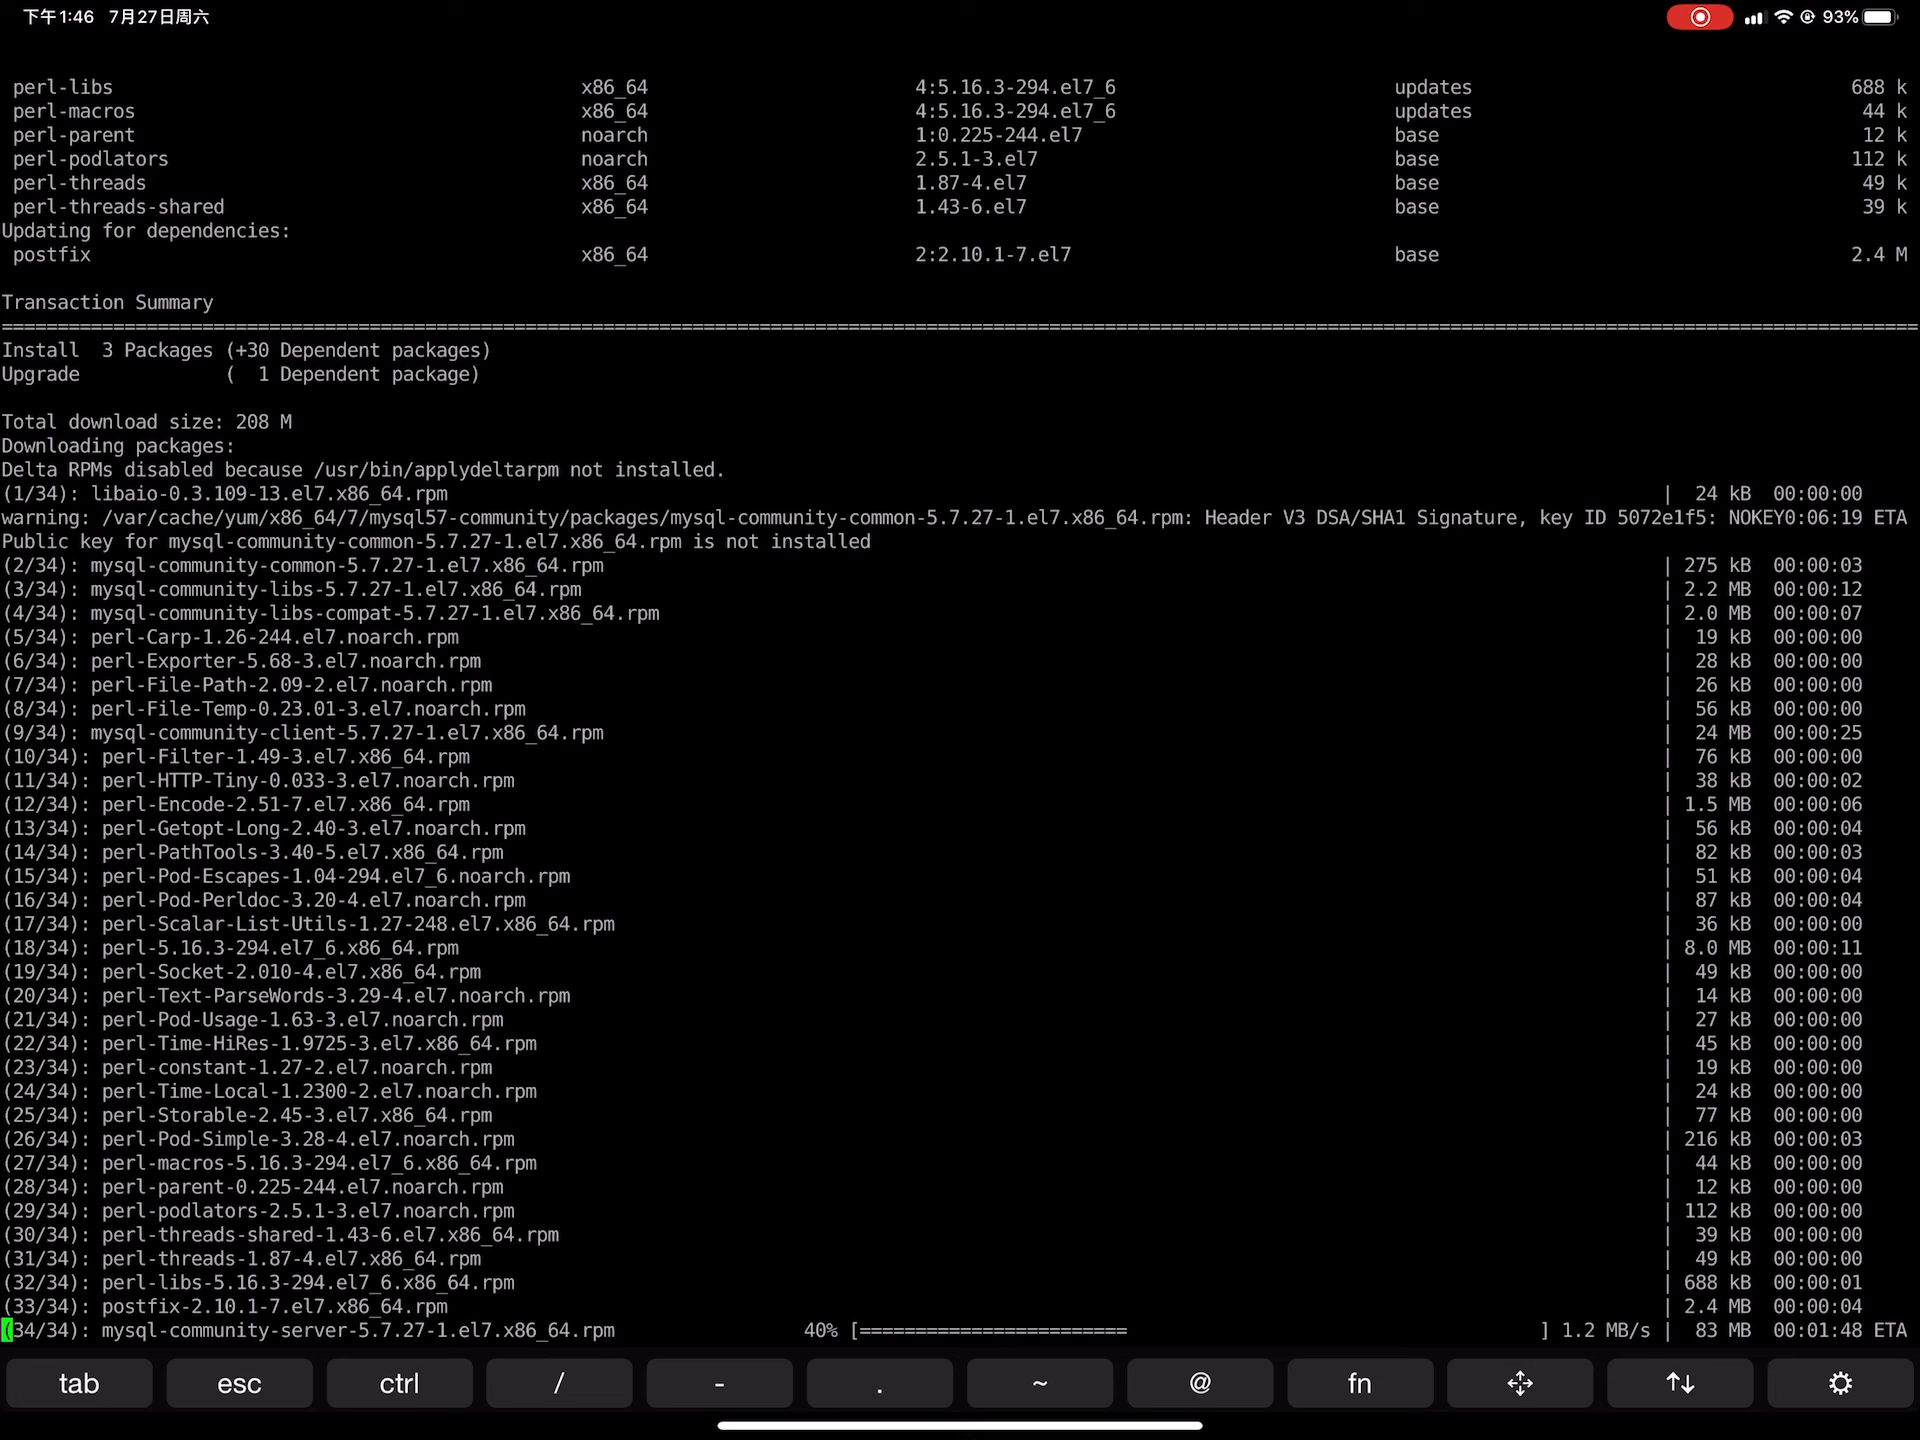 下午1:46 7月27日周六 93%
perl-libs x86_64 4:5.16.3-294.el7_6 updates 688 k
perl-macros x86_64 4:5.16.3-294.el7_6 updates 44 k
perl-parent noarch 1:0.225-244.el7 base 12 k
perl-podlators noarch 2.5.1-3.el7 base 112 k
perl-threads x86_64 1.87-4.el7 base 49 k
perl-threads-shared x86_64 1.43-6.el7 base 39 k
Updating for dependencies:
postfix x86_64 2:2.10.1-7.el7 base 2.4 M
Transaction Summary
================================================================================
Install 3 Packages (+30 Dependent packages)
Upgrade ( 1 Dependent package)
Total download size: 208 M
Downloading packages:
Delta RPMs disabled because /usr/bin/applydeltarpm not installed.
(1/34): libaio-0.3.109-13.el7.x86_64.rpm | 24 kB 00:00:00
warning: /var/cache/yum/x86_64/7/mysql57-community/packages/mysql-community-common-5.7.27-1.el7.x86_64.rpm: Header V3 DSA/SHA1 Signature, key ID 5072e1f5: NOKEY0:06:19 ETA
Public key for mysql-community-common-5.7.27-1.el7.x86_64.rpm is not installed
(2/34): mysql-community-common-5.7.27-1.el7.x86_64.rpm | 275 kB 00:00:03
(3/34): mysql-community-libs-5.7.27-1.el7.x86_64.rpm | 2.2 MB 00:00:12
(4/34): mysql-community-libs-compat-5.7.27-1.el7.x86_64.rpm | 2.0 MB 00:00:07
(5/34): perl-Carp-1.26-244.el7.noarch.rpm | 19 kB 00:00:00
(6/34): perl-Exporter-5.68-3.el7.noarch.rpm | 28 kB 00:00:00
(7/34): perl-File-Path-2.09-2.el7.noarch.rpm | 26 kB 00:00:00
(8/34): perl-File-Temp-0.23.01-3.el7.noarch.rpm | 56 kB 00:00:00
(9/34): mysql-community-client-5.7.27-1.el7.x86_64.rpm | 24 MB 00:00:25
(10/34): perl-Filter-1.49-3.el7.x86_64.rpm | 76 kB 00:00:00
(11/34): perl-HTTP-Tiny-0.033-3.el7.noarch.rpm | 38 kB 00:00:02
(12/34): perl-Encode-2.51-7.el7.x86_64.rpm | 1.5 MB 00:00:06
(13/34): perl-Getopt-Long-2.40-3.el7.noarch.rpm | 56 kB 00:00:04
(14/34): perl-PathTools-3.40-5.el7.x86_64.rpm | 82 kB 00:00:03
(15/34): perl-Pod-Escapes-1.04-294.el7_6.noarch.rpm | 51 kB 00:00:04
(16/34): perl-Pod-Perldoc-3.20-4.el7.noarch.rpm | 87 kB 00:00:04
(17/34): perl-Scalar-List-Utils-1.27-248.el7.x86_64.rpm | 36 kB 00:00:00
(18/34): perl-5.16.3-294.el7_6.x86_64.rpm | 8.0 MB 00:00:11
(19/34): perl-Socket-2.010-4.el7.x86_64.rpm | 49 kB 00:00:00
(20/34): perl-Text-ParseWords-3.29-4.el7.noarch.rpm | 14 kB 00:00:00
(21/34): perl-Pod-Usage-1.63-3.el7.noarch.rpm | 27 kB 00:00:00
(22/34): perl-Time-HiRes-1.9725-3.el7.x86_64.rpm | 45 kB 00:00:00
(23/34): perl-constant-1.27-2.el7.noarch.rpm | 19 kB 00:00:00
(24/34): perl-Time-Local-1.2300-2.el7.noarch.rpm | 24 kB 00:00:00
(25/34): perl-Storable-2.45-3.el7.x86_64.rpm | 77 kB 00:00:00
(26/34): perl-Pod-Simple-3.28-4.el7.noarch.rpm | 216 kB 00:00:03
(27/34): perl-macros-5.16.3-294.el7_6.x86_64.rpm | 44 kB 00:00:00
(28/34): perl-parent-0.225-244.el7.noarch.rpm | 12 kB 00:00:00
(29/34): perl-podlators-2.5.1-3.el7.noarch.rpm | 112 kB 00:00:00
(30/34): perl-threads-shared-1.43-6.el7.x86_64.rpm | 39 kB 00:00:00
(31/34): perl-threads-1.87-4.el7.x86_64.rpm | 49 kB 00:00:00
(32/34): perl-libs-5.16.3-294.el7_6.x86_64.rpm | 688 kB 00:00:01
(33/34): postfix-2.10.1-7.el7.x86_64.rpm | 2.4 MB 00:00:04
(34/34): mysql-community-server-5.7.27-1.el7.x86_64.rpm 40% [======================== ] 1.2 MB/s | 83 MB 00:01:48 ETA
tab esc ctrl / - . ~ @ fn